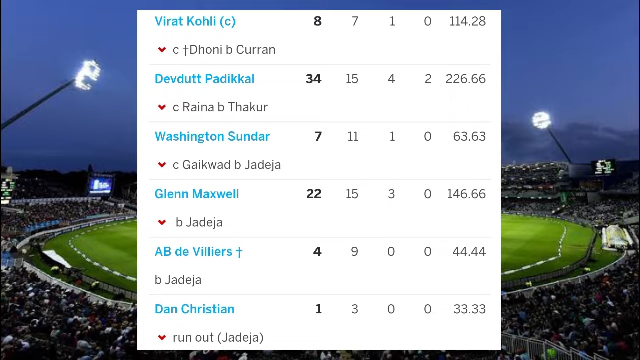 Virat Kohli (c) 8 7 1 0 114.28
c †Dhoni b Curran
Devdutt Padikkal 34 15 4 2 226.66
c Raina b Thakur
Washington Sundar 7 11 1 0 63.63
c Gaikwad b Jadeja
Glenn Maxwell 22 15 3 0 146.66
b Jadeja
AB de Villiers † 4 9 0 0 44.44
b Jadeja
Dan Christian 1 3 0 0 33.33
run out (Jadeja)